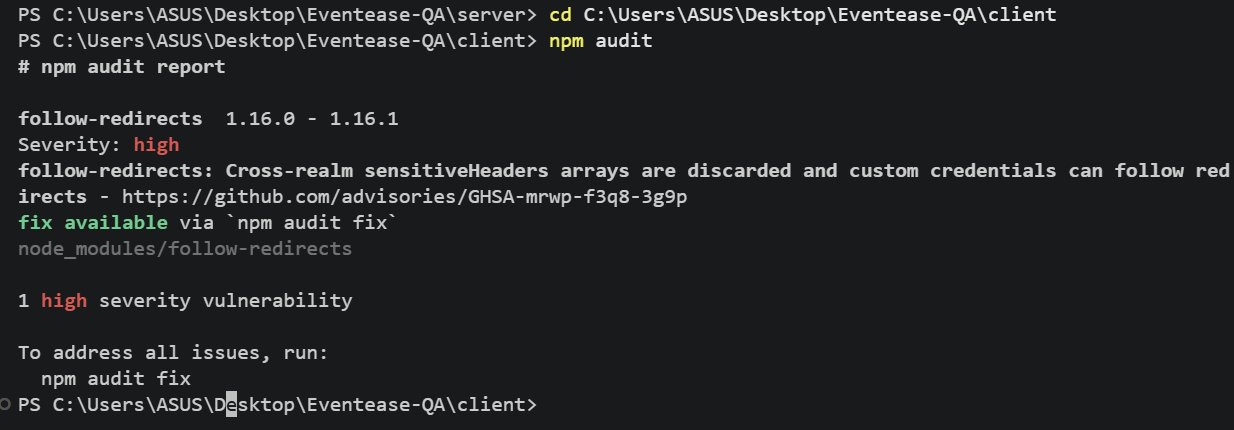 PS C:\Users\ASUS\Desktop\Eventease-QA\server> cd C:\Users\ASUS\Desktop\Eventease-QA\client
PS C:\Users\ASUS\Desktop\Eventease-QA\client> npm audit
# npm audit report

follow-redirects  1.16.0 - 1.16.1
Severity: high
follow-redirects: Cross-realm sensitiveHeaders arrays are discarded and custom credentials can follow red
irects - https://github.com/advisories/GHSA-mrwp-f3q8-3g9p
fix available via `npm audit fix`
node_modules/follow-redirects

1 high severity vulnerability

To address all issues, run:
  npm audit fix
PS C:\Users\ASUS\Desktop\Eventease-QA\client>